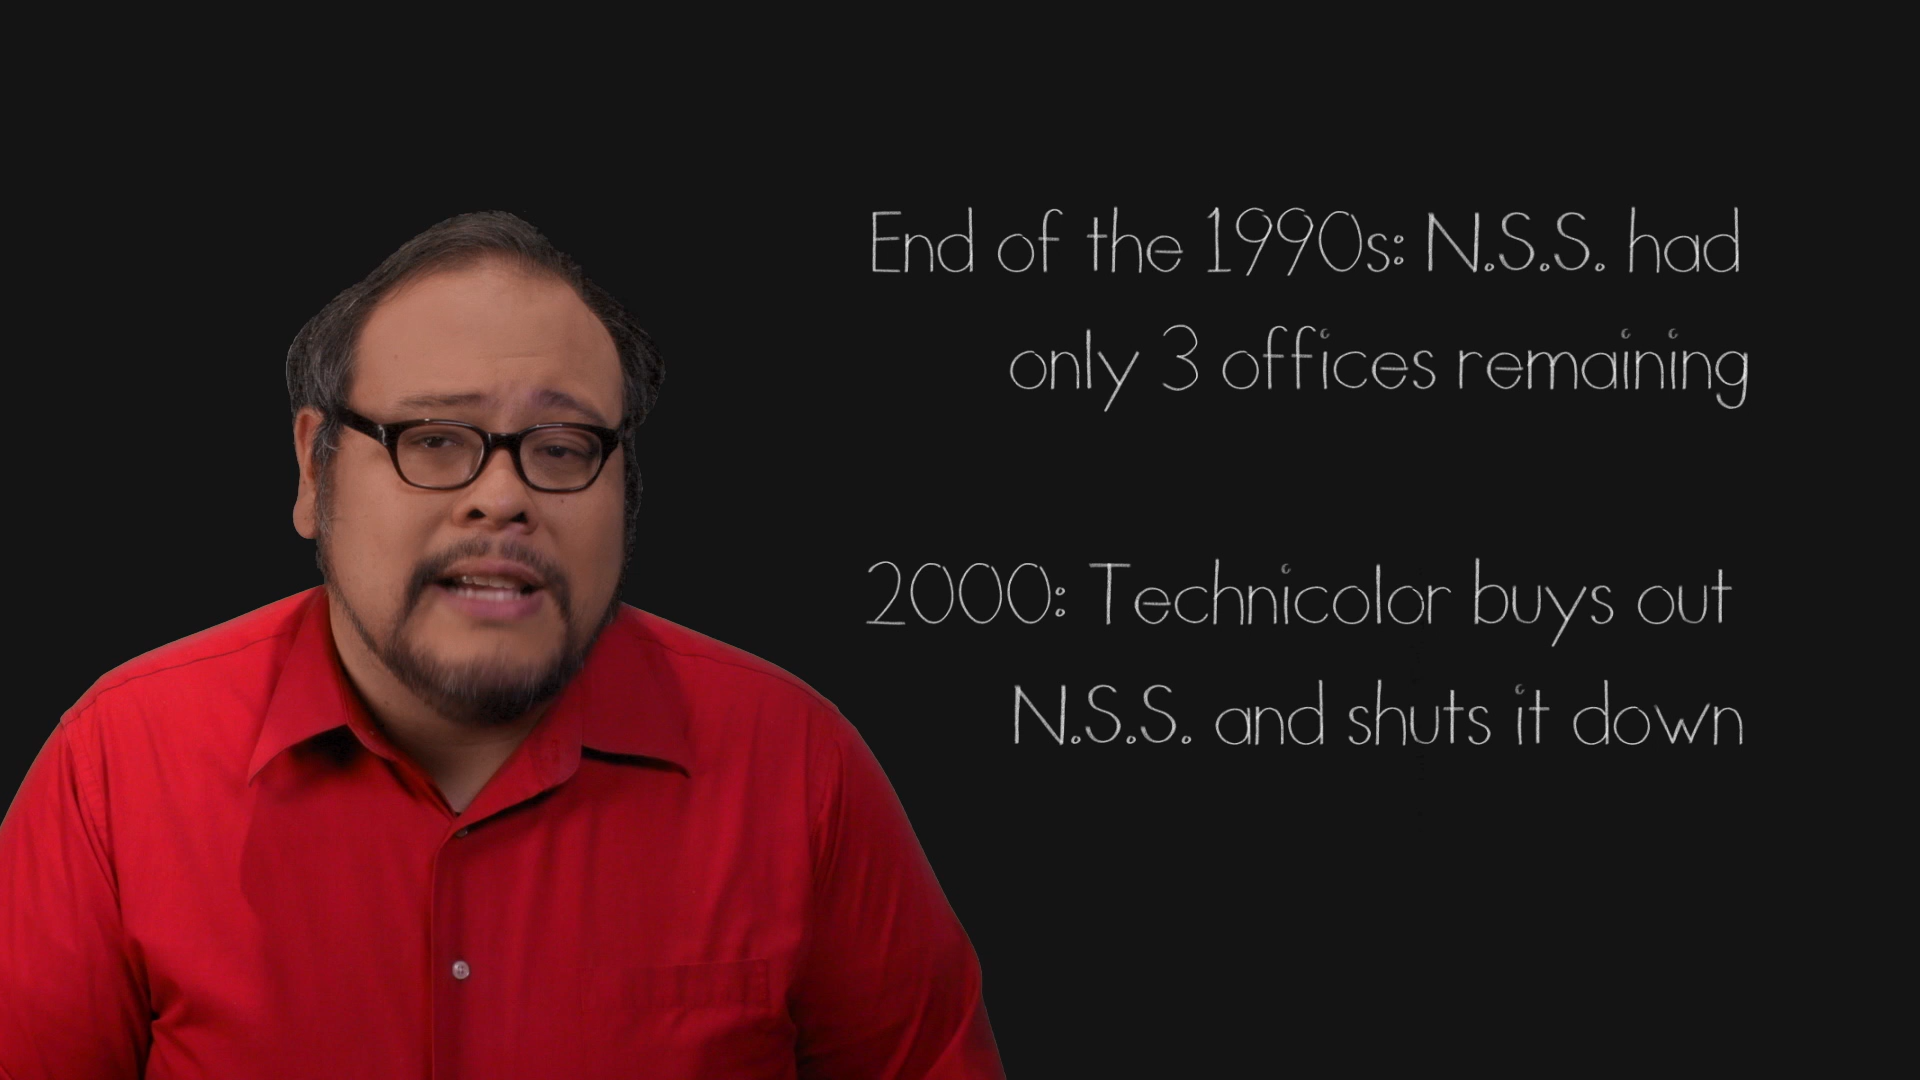 End of the 1990s: N.S.S. had
only 3 offices remaining
2000: Technicolor buys out
N.S.S. and shuts it down